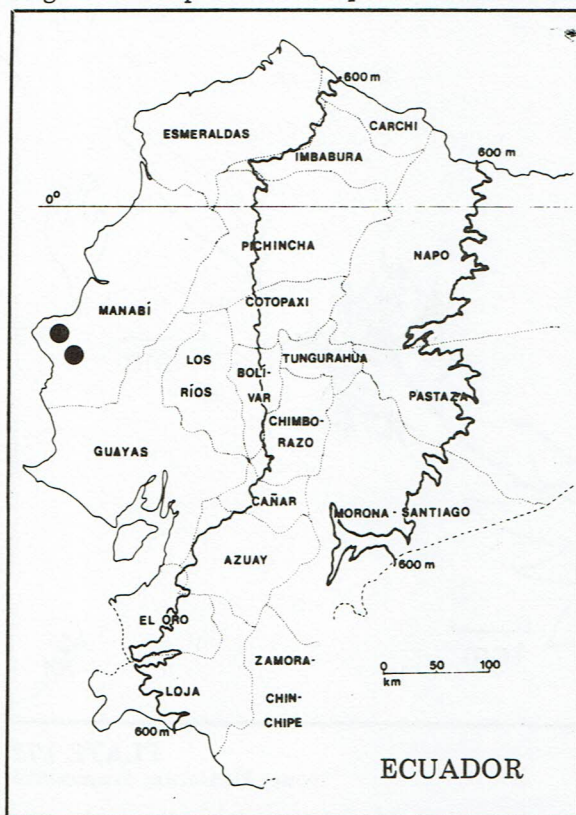 600 m
CARCHI
ESMERALDAS
IMBABURA
600 m
0°
PICHINCHA
NAPO
COTOPAXI
MANABÍ
LOS
RÍOS
BOLÍ-
VAR
TUNGURAHUA
PASTAZA
CHIMBO-
RAZO
GUAYAS
CAÑAR
MORONA-SANTIAGO
AZUAY
600 m
EL ORO
ZAMORA-
CHIN-
CHIPE
0 50 100
km
LOJA
600 m
ECUADOR